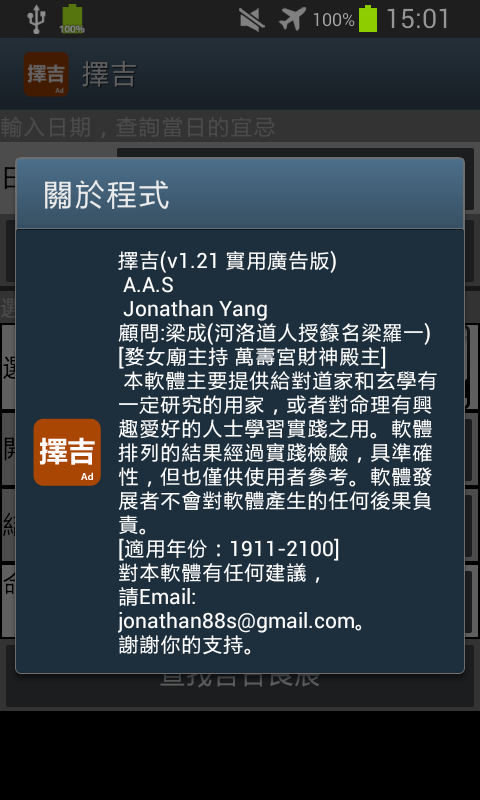 100%
100%
15:01
擇吉
Ad
擇吉
輸入日期，查詢當日的宜忌
關於程式
擇吉(v1.21 實用廣告版)
A.A.S
Jonathan Yang
顧問:梁成(河洛道人授籙名梁羅一)
[婺女廟主持 萬壽宮財神殿主]
本軟體主要提供給對道家和玄學有
一定研究的用家，或者對命理有興
趣愛好的人士學習實踐之用。軟體
排列的結果經過實踐檢驗，具準確
性，但也僅供使用者參考。軟體發
展者不會對軟體產生的任何後果負
責。
[適用年份：1911-2100]
對本軟體有任何建議，
請Email:
jonathan88s@gmail.com。
謝謝你的支持。
擇吉
Ad
查找吉日良辰